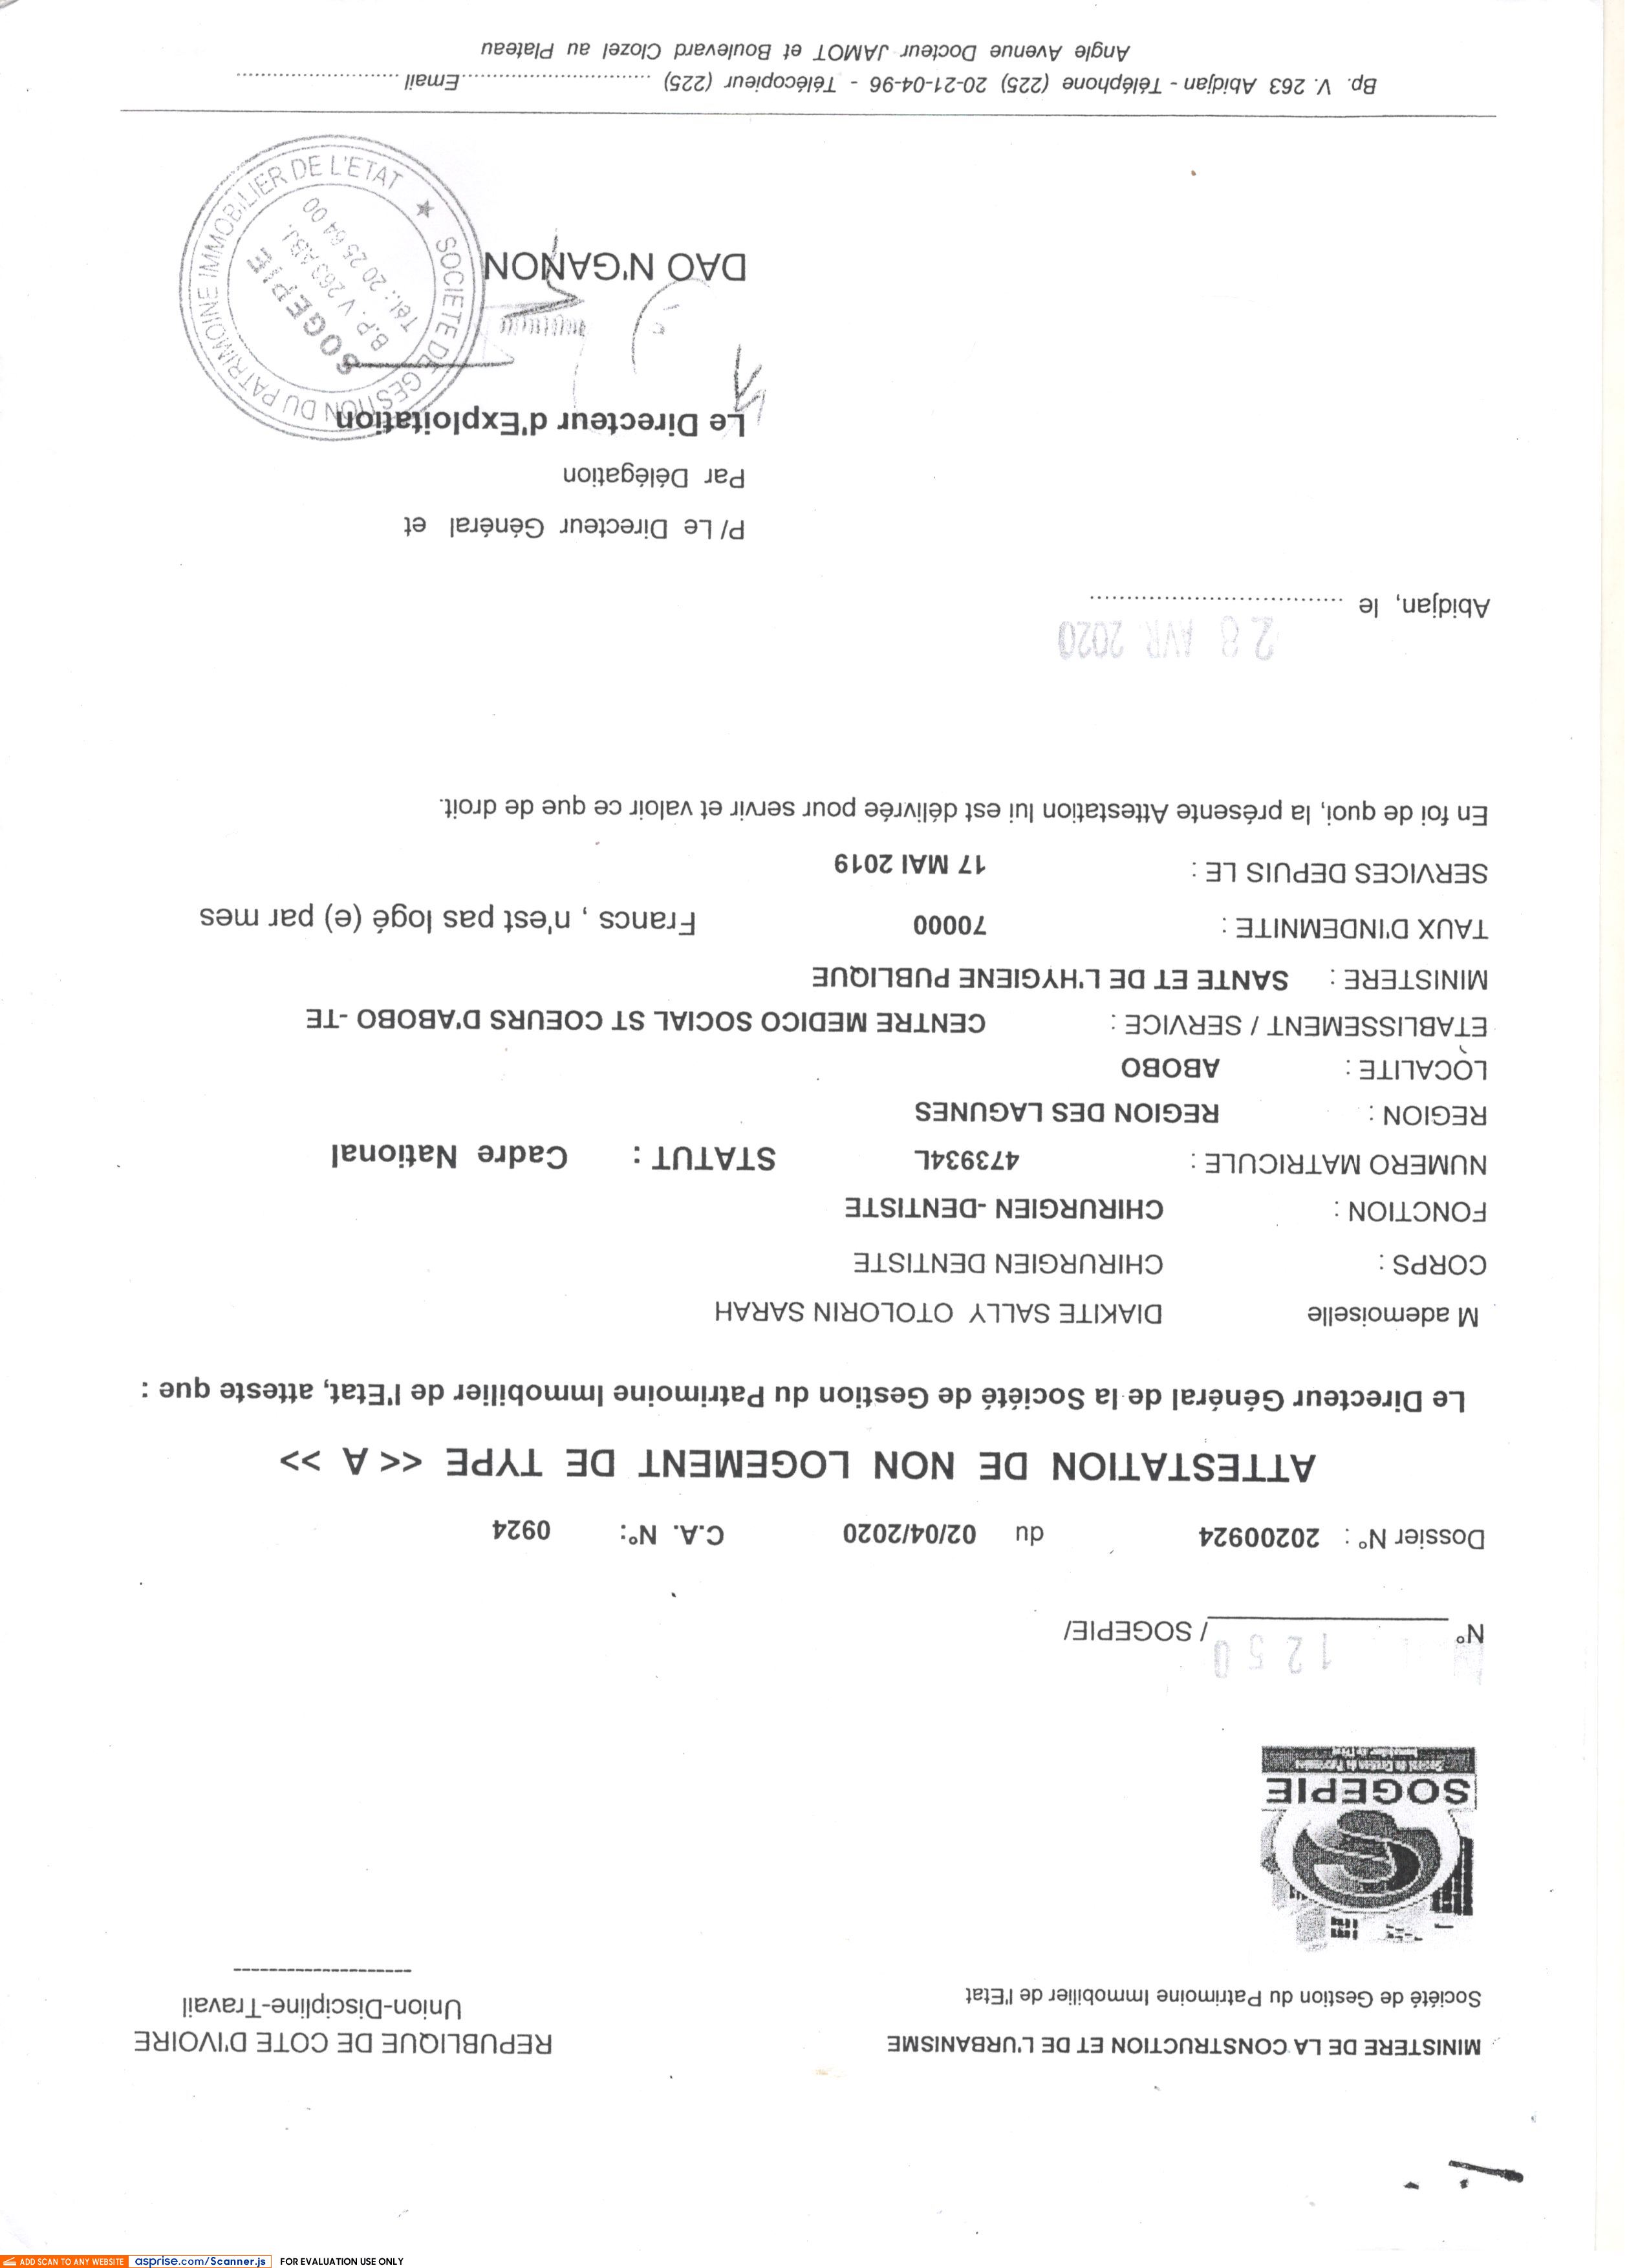 MINISTERE DE LA CONSTRUCTION ET DE L'URBANISME
REPUBLIQUE DE COTE D'IVOIRE
Société de Gestion du Patrimoine Immobilier de l'Etat
Union-Discipline-Travail
--------------------
SOGEPIE
Société de Gestion du Patrimoine
Immobilier de l'Etat
N° 1250 / SOGEPIE/
Dossier N° : 20200924 du 02/04/2020 C.A. N°: 0924
ATTESTATION DE NON LOGEMENT DE TYPE << A >>
Le Directeur Général de la Société de Gestion du Patrimoine Immobilier de l'Etat, atteste que :
M ademoiselle DIAKITE SALLY OTOLORIN SARAH
CORPS : CHIRURGIEN DENTISTE
FONCTION : CHIRURGIEN -DENTISTE
NUMERO MATRICULE : 473934L STATUT : Cadre National
REGION : REGION DES LAGUNES
LOCALITE : ABOBO
ETABLISSEMENT / SERVICE : CENTRE MEDICO SOCIAL ST COEURS D'ABOBO -TE
MINISTERE : SANTE ET DE L'HYGIENE PUBLIQUE
TAUX D'INDEMNITE : 70000 Francs , n'est pas logé (e) par mes
SERVICES DEPUIS LE : 17 MAI 2019
En foi de quoi, la présente Attestation lui est délivrée pour servir et valoir ce que de droit.
28 AVR 2020
Abidjan, le ..................................
P/ Le Directeur Général et
Par Délégation
Le Directeur d'Exploitation
DAO N'GANON
SOCIETE DE GESTION DU PATRIMOINE IMMOBILIER DE L'ETAT ★
SOGEPIE
B.P. V 263 ABJ.
Tél.: 20 25 64 00
Bp. V. 263 Abidjan - Téléphone (225) 20-21-04-96 - Télécopieur (225) ..................................Email .............................
Angle Avenue Docteur JAMOT et Boulevard Clozel au Plateau
ADD SCAN TO ANY WEBSITE asprise.com/Scanner.js FOR EVALUATION USE ONLY